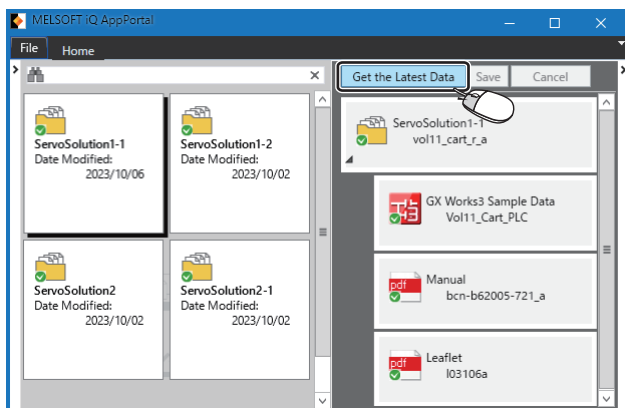 MELSOFT iQ AppPortal
File Home
Get the Latest Data Save Cancel
ServoSolution1-1
Date Modified:
2023/10/06
ServoSolution1-2
Date Modified:
2023/10/02
ServoSolution2
Date Modified:
2023/10/02
ServoSolution2-1
Date Modified:
2023/10/02
ServoSolution1-1
vol11_cart_r_a
GX Works3 Sample Data
Vol11_Cart_PLC
pdf
Manual
bcn-b62005-721_a
pdf
Leaflet
l03106a